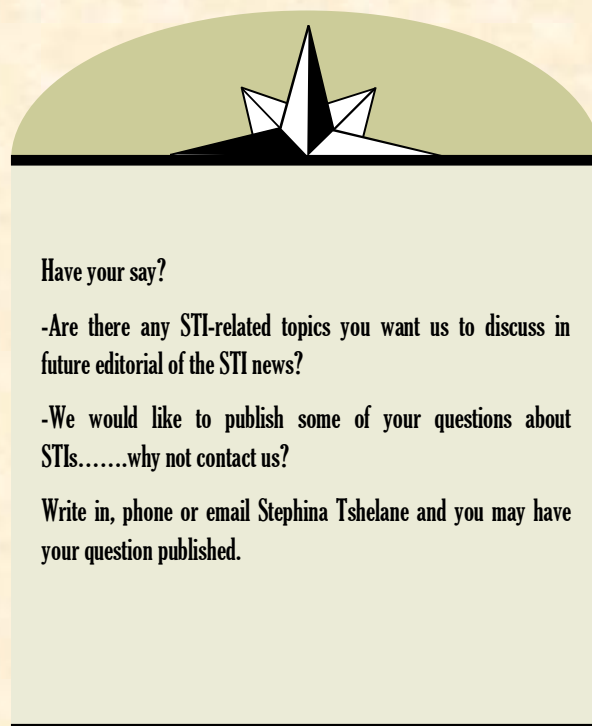 Have your say?
-Are there any STI-related topics you want us to discuss in
future editorial of the STI news?
-We would like to publish some of your questions about
STIs…….why not contact us?
Write in, phone or email Stephina Tshelane and you may have
your question published.